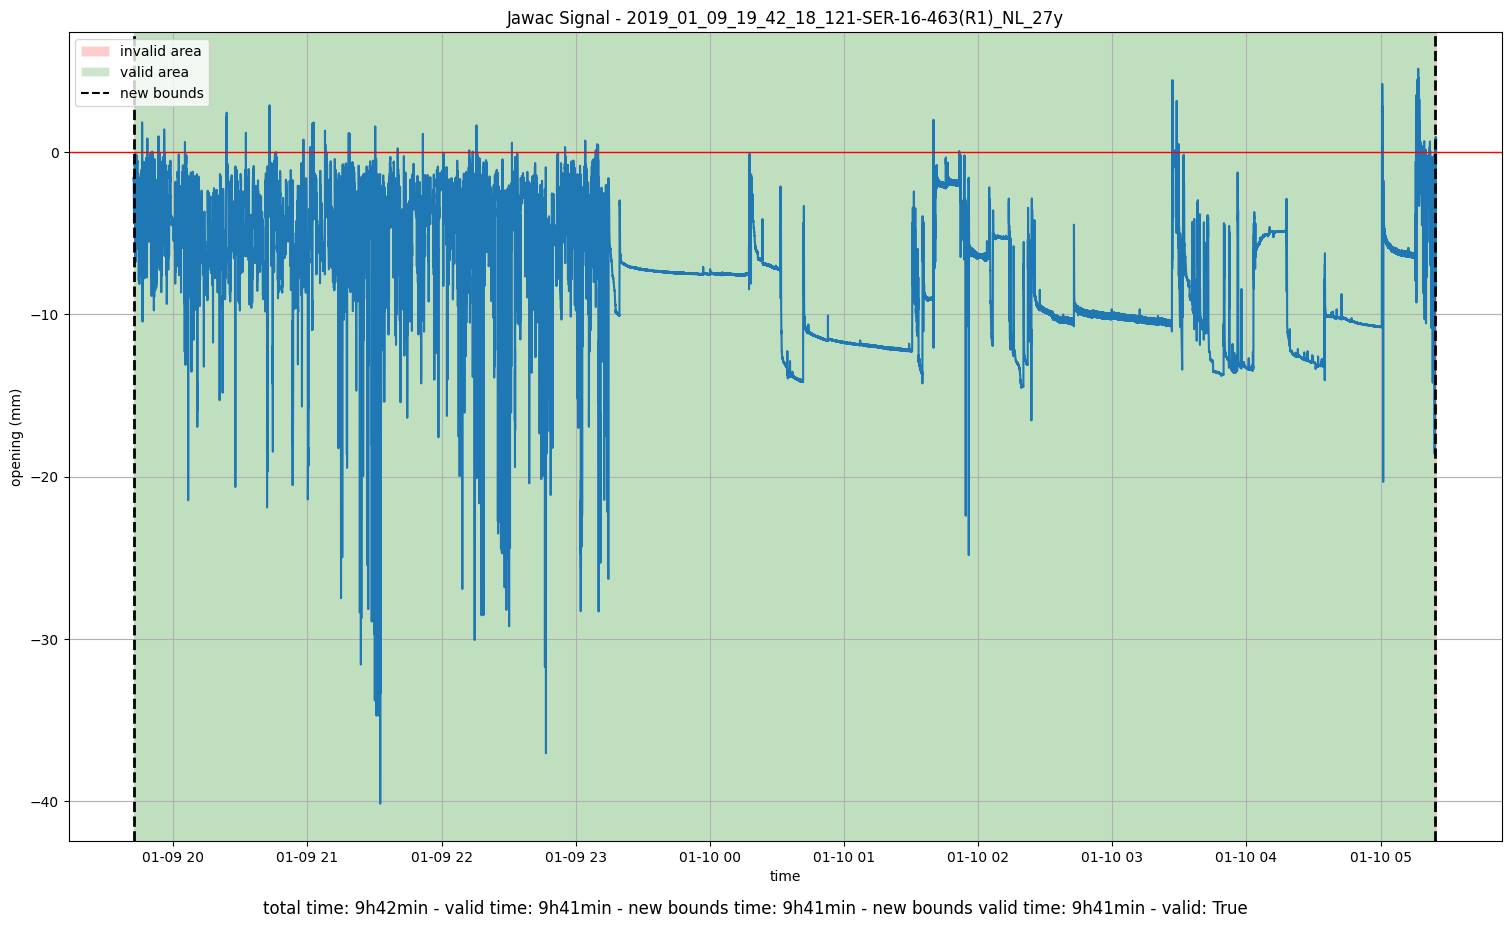 Jawac Signal - 2019_01_09_19_42_18_121-SER-16-463(R1)_NL_27y
invalid area
valid area
new bounds
0
−10
−20
−30
−40
opening (mm)
01-09 20
01-09 21
01-09 22
01-09 23
01-10 00
01-10 01
01-10 02
01-10 03
01-10 04
01-10 05
time
total time: 9h42min - valid time: 9h41min - new bounds time: 9h41min - new bounds valid time: 9h41min - valid: True